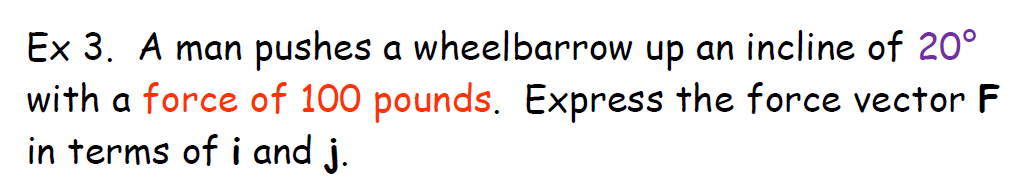 Ex 3. A man pushes a wheelbarrow up an incline of 20°
with a force of 100 pounds. Express the force vector F
in terms of i and j.